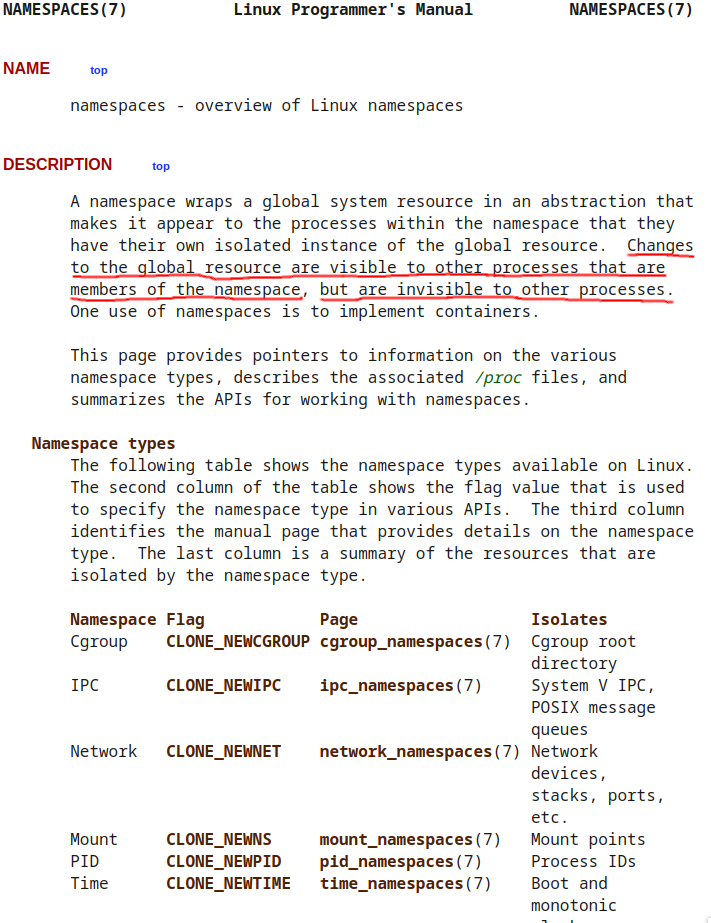 NAMESPACES(7) Linux Programmer's Manual NAMESPACES(7)
NAME top
namespaces - overview of Linux namespaces
DESCRIPTION top
A namespace wraps a global system resource in an abstraction that
makes it appear to the processes within the namespace that they
have their own isolated instance of the global resource. Changes
to the global resource are visible to other processes that are
members of the namespace, but are invisible to other processes.
One use of namespaces is to implement containers.
This page provides pointers to information on the various
namespace types, describes the associated /proc files, and
summarizes the APIs for working with namespaces.
Namespace types
The following table shows the namespace types available on Linux.
The second column of the table shows the flag value that is used
to specify the namespace type in various APIs. The third column
identifies the manual page that provides details on the namespace
type. The last column is a summary of the resources that are
isolated by the namespace type.
Namespace Flag Page Isolates
Cgroup CLONE_NEWCGROUP cgroup_namespaces(7) Cgroup root
directory
IPC CLONE_NEWIPC ipc_namespaces(7) System V IPC,
POSIX message
queues
Network CLONE_NEWNET network_namespaces(7) Network
devices,
stacks, ports,
etc.
Mount CLONE_NEWNS mount_namespaces(7) Mount points
PID CLONE_NEWPID pid_namespaces(7) Process IDs
Time CLONE_NEWTIME time_namespaces(7) Boot and
monotonic